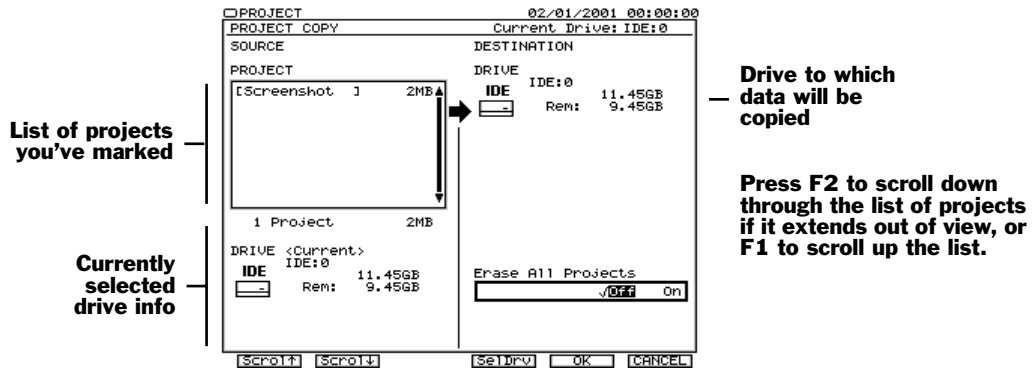 PROJECT 02/01/2001 00:00:00
PROJECT COPY Current Drive: IDE:0
SOURCE
PROJECT
[Screenshot ] 2MB
1 Project 2MB
DRIVE <Current>
IDE:0
IDE
11.45GB
Rem: 9.45GB
DESTINATION
DRIVE
IDE:0
IDE
11.45GB
Rem: 9.45GB
Erase All Projects
√Off On
Scrol↑ Scrol↓ SelDrv OK CANCEL
List of projects
you've marked
Currently
selected
drive info
Drive to which
data will be
copied
Press F2 to scroll down
through the list of projects
if it extends out of view, or
F1 to scroll up the list.